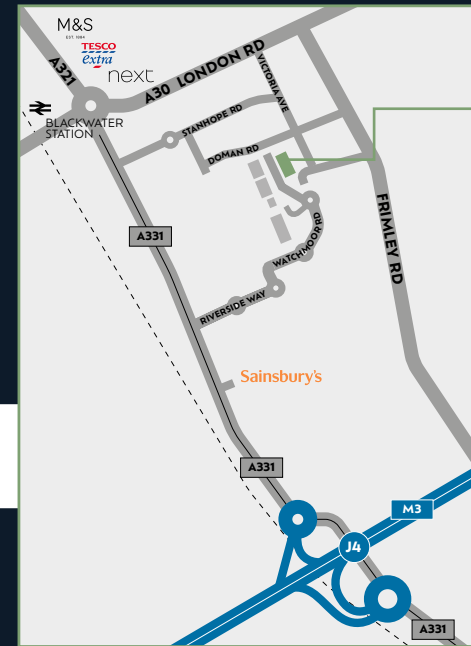 M&S
EST. 1884
TESCO
extra
next
A321
A30 LONDON RD
VICTORIA AVE
BLACKWATER
STATION
STANHOPE RD
DOMAN RD
A331
FRIMLEY RD
WATCHMOOR RD
RIVERSIDE WAY
Sainsbury's
A331
M3
J4
A331